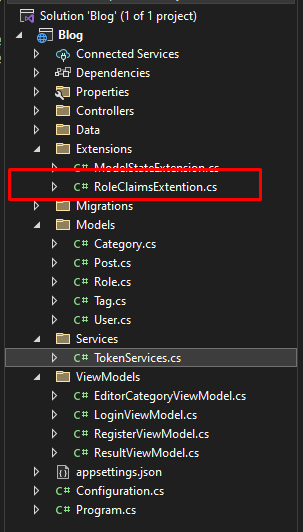 Solution 'Blog' (1 of 1 project)
Blog
Connected Services
Dependencies
Properties
Controllers
Data
Extensions
C# ModelStateExtension.cs
C# RoleClaimsExtention.cs
Migrations
Models
C# Category.cs
C# Post.cs
C# Role.cs
C# Tag.cs
C# User.cs
Services
C# TokenServices.cs
ViewModels
C# EditorCategoryViewModel.cs
C# LoginViewModel.cs
C# RegisterViewModel.cs
C# ResultViewModel.cs
appsettings.json
C# Configuration.cs
C# Program.cs